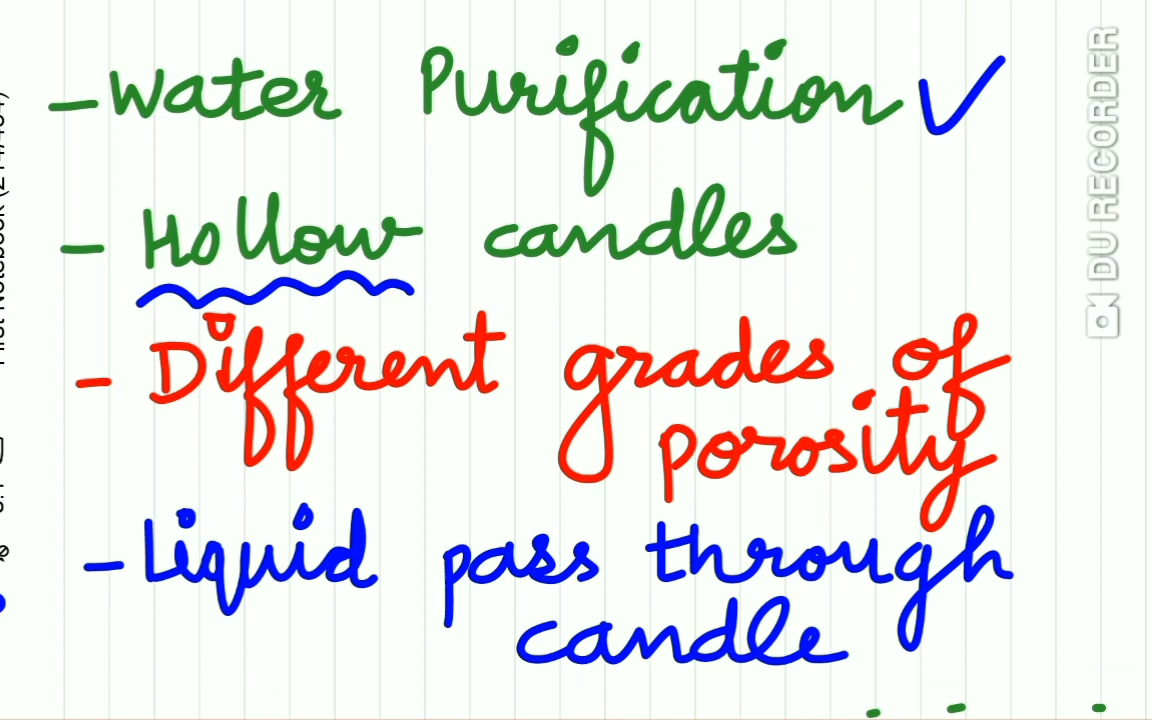 - Water Purification ✓
- Hollow candles
- Different grades of
porosity
- Liquid pass through
candle
DU RECORDER